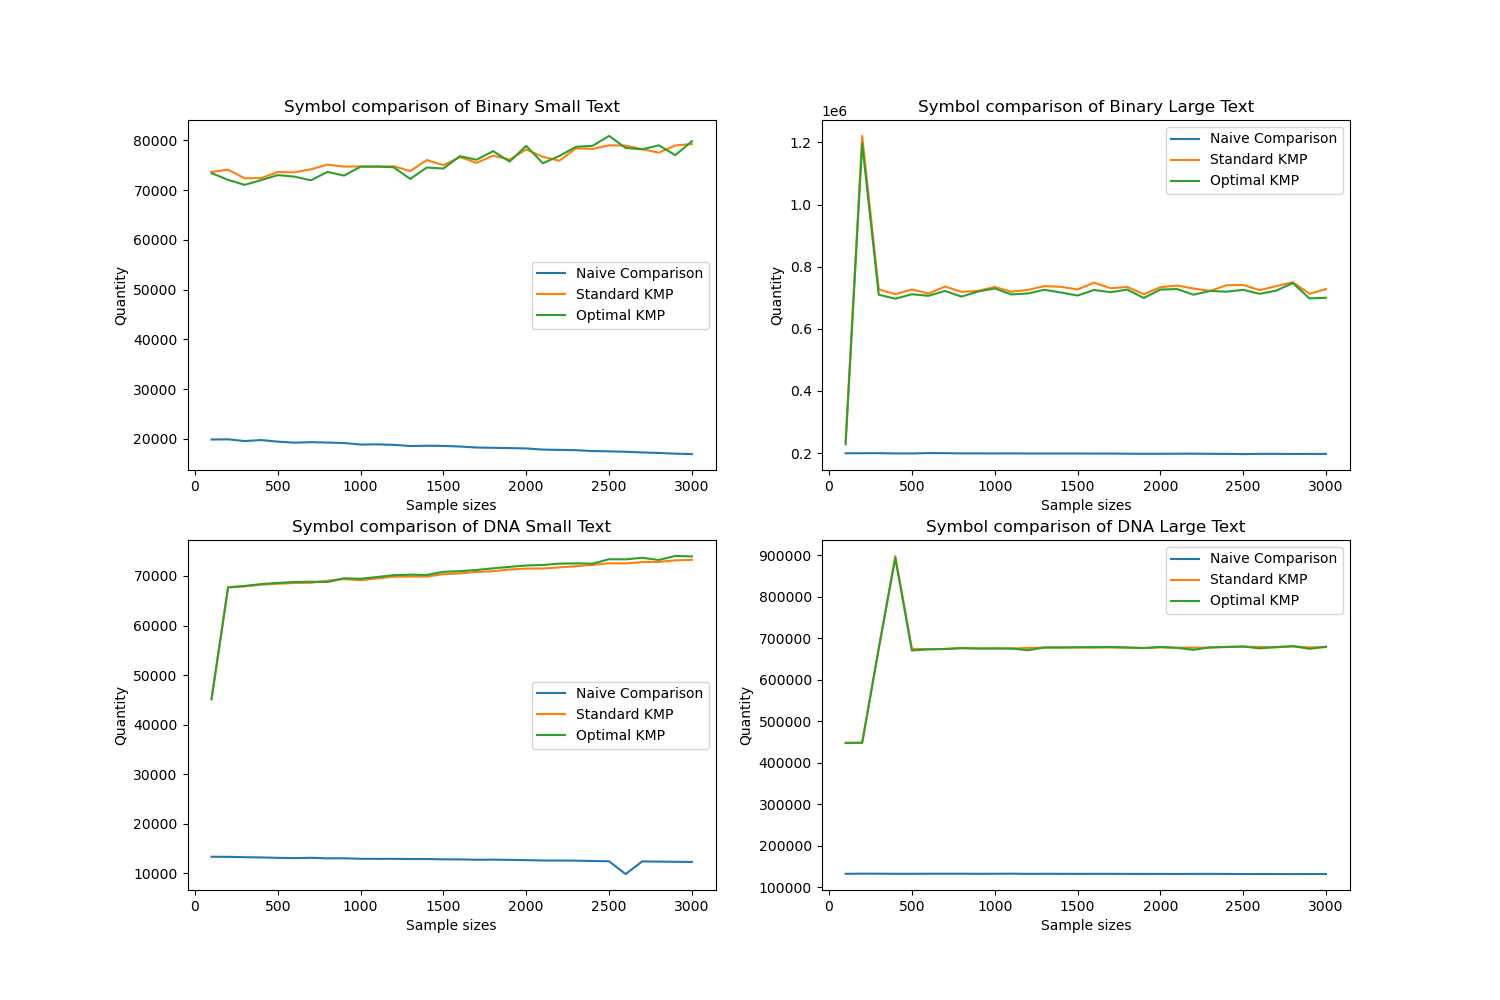 Symbol comparison of Binary Small Text
80000
70000
60000
50000
40000
30000
20000
Quantity
Naive Comparison
Standard KMP
Optimal KMP
0 500 1000 1500 2000 2500 3000
Sample sizes
Symbol comparison of Binary Large Text
1e6
1.2
1.0
0.8
0.6
0.4
0.2
Quantity
Naive Comparison
Standard KMP
Optimal KMP
0 500 1000 1500 2000 2500 3000
Sample sizes
Symbol comparison of DNA Small Text
70000
60000
50000
40000
30000
20000
10000
Quantity
Naive Comparison
Standard KMP
Optimal KMP
0 500 1000 1500 2000 2500 3000
Sample sizes
Symbol comparison of DNA Large Text
900000
800000
700000
600000
500000
400000
300000
200000
100000
Quantity
Naive Comparison
Standard KMP
Optimal KMP
0 500 1000 1500 2000 2500 3000
Sample sizes